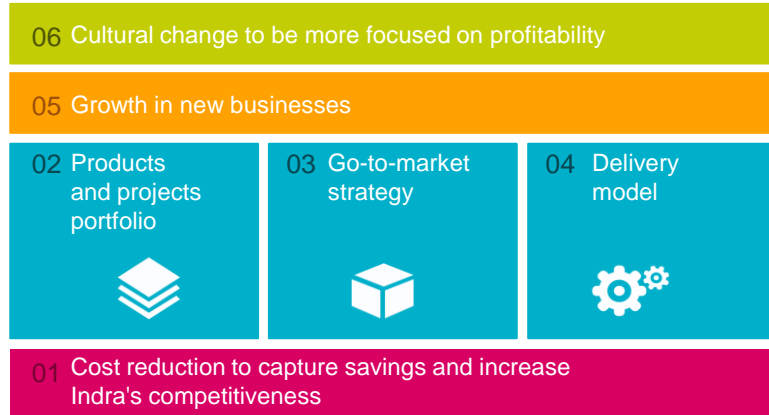 06 Cultural change to be more focused on profitability
05 Growth in new businesses
02 Products
and projects
portfolio
03 Go-to-market
strategy
04 Delivery
model
01 Cost reduction to capture savings and increase
Indra's competitiveness